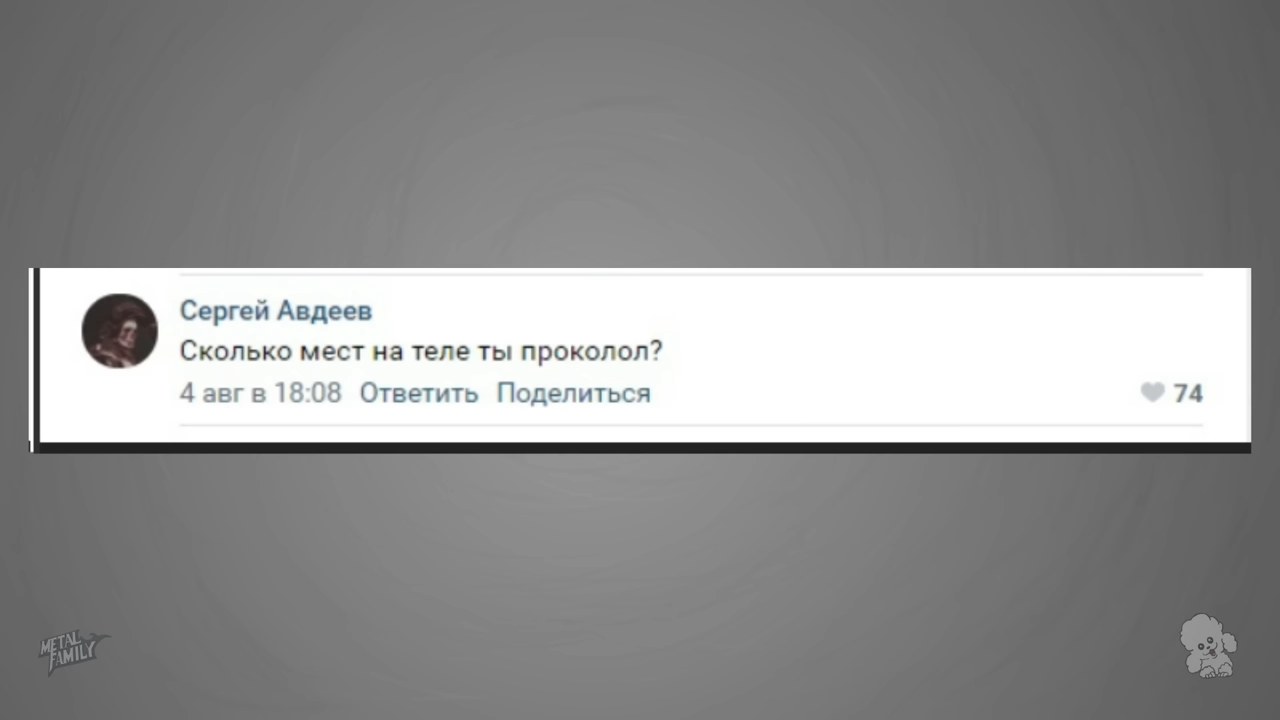 Сергей Авдеев
Сколько мест на теле ты проколол?
4 авг в 18:08 Ответить Поделиться 74
METAL
FAMILY